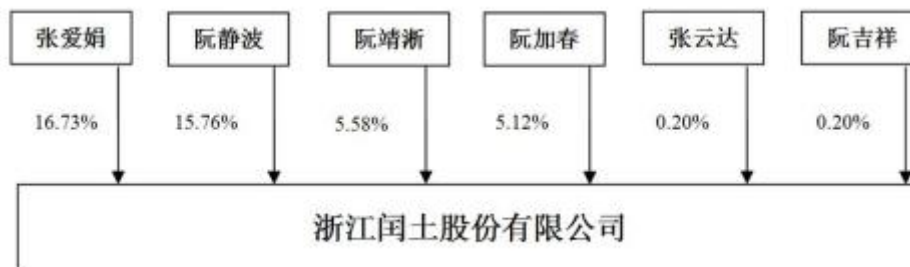 张爱娟 阮静波 阮靖淅 阮加春 张云达 阮吉祥
16.73% 15.76% 5.58% 5.12% 0.20% 0.20%
浙江闰土股份有限公司